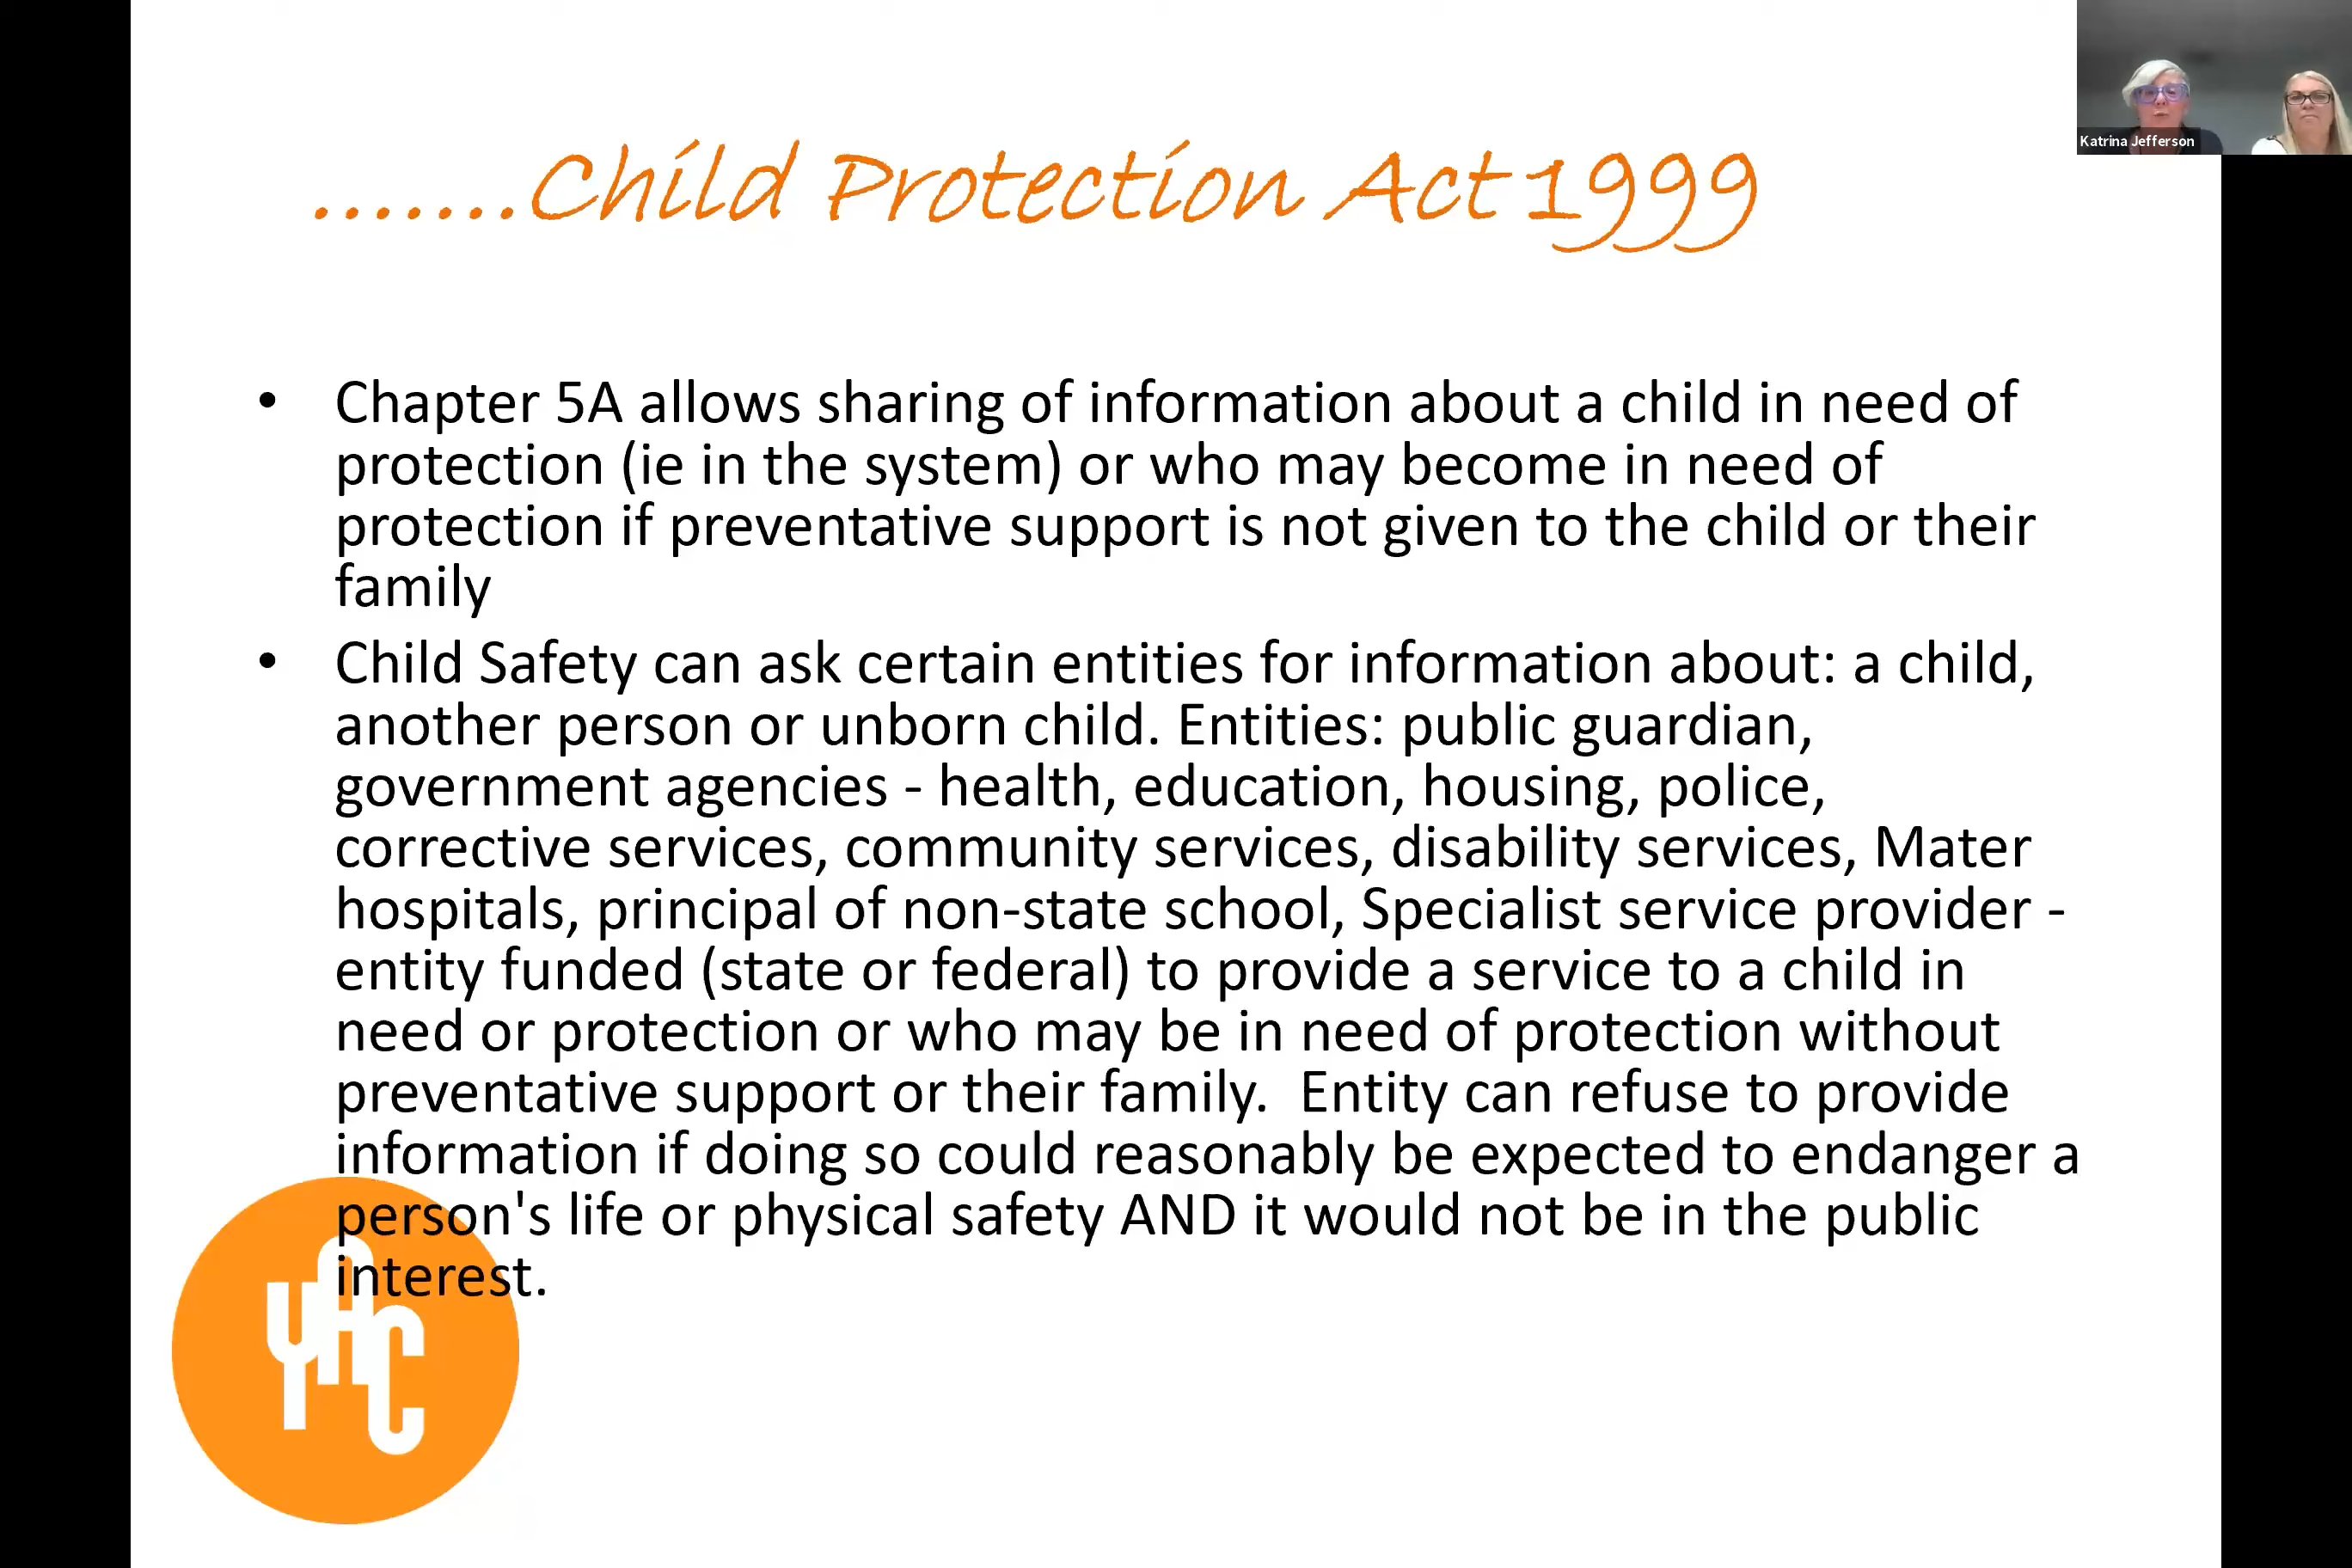 .......Child Protection Act 1999
Katrina Jefferson
• Chapter 5A allows sharing of information about a child in need of
protection (ie in the system) or who may become in need of
protection if preventative support is not given to the child or their
family
• Child Safety can ask certain entities for information about: a child,
another person or unborn child. Entities: public guardian,
government agencies - health, education, housing, police,
corrective services, community services, disability services, Mater
hospitals, principal of non-state school, Specialist service provider -
entity funded (state or federal) to provide a service to a child in
need or protection or who may be in need of protection without
preventative support or their family.  Entity can refuse to provide
information if doing so could reasonably be expected to endanger a
person's life or physical safety AND it would not be in the public
interest.
YAC